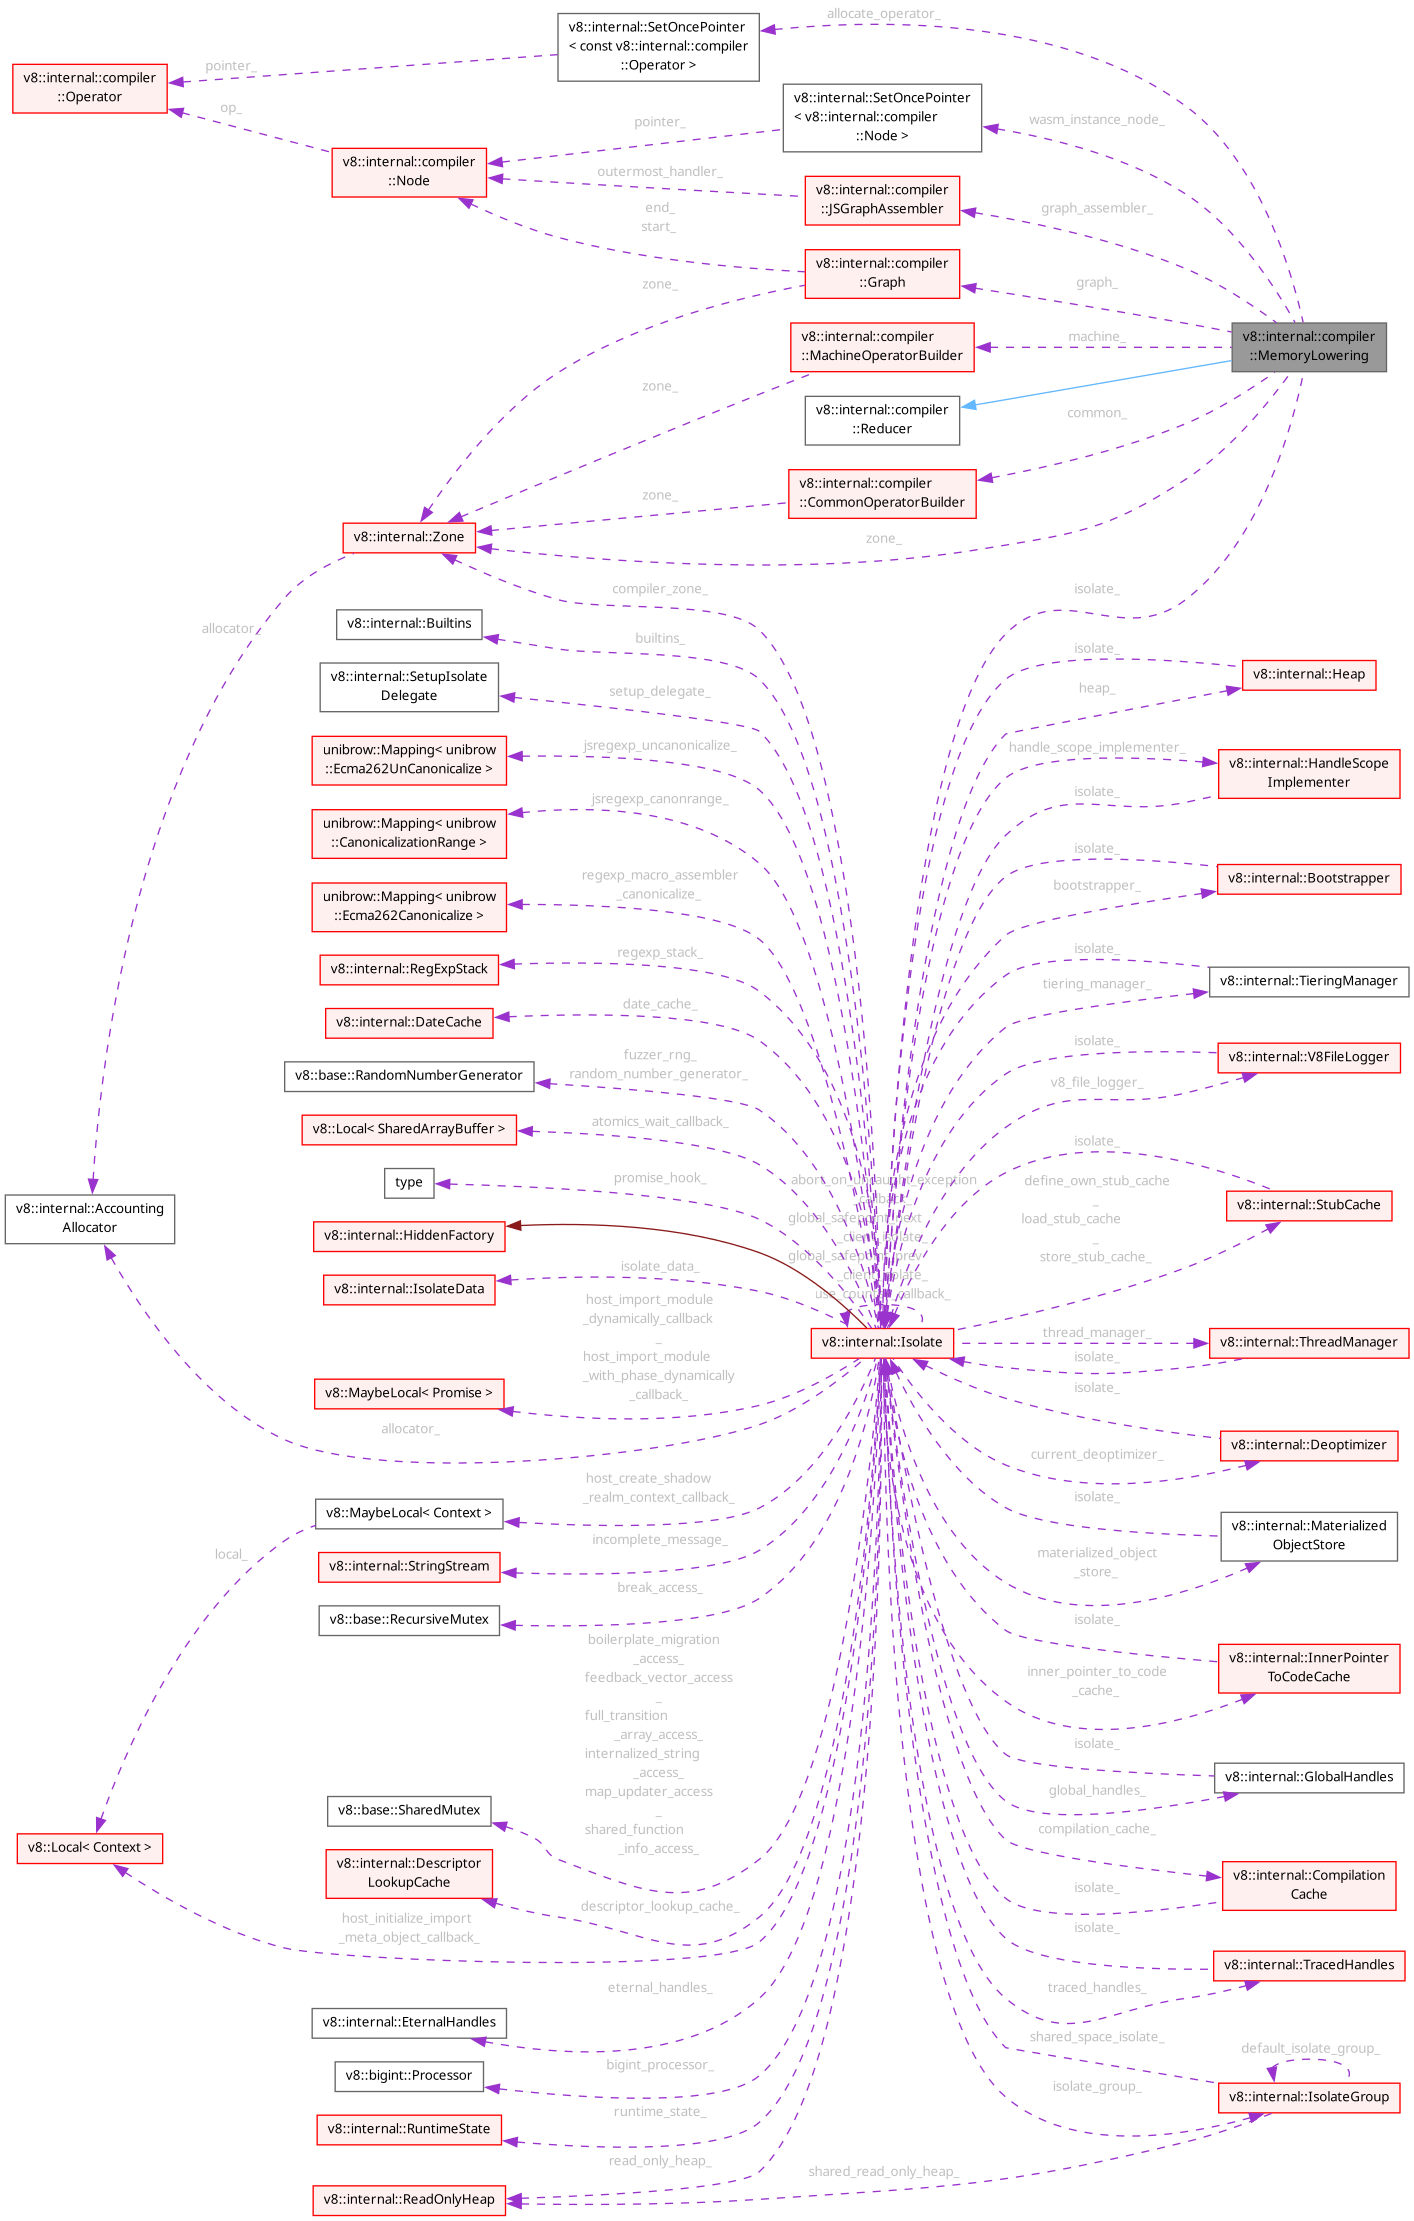 allocate_operator_
v8::internal::SetOncePointer
< const v8::internal::compiler
::Operator >
pointer_
v8::internal::compiler
::Operator
op_
v8::internal::SetOncePointer
< v8::internal::compiler
::Node >
pointer_
wasm_instance_node_
v8::internal::compiler
::Node
outermost_handler_
v8::internal::compiler
::JSGraphAssembler
graph_assembler_
end_
start_
v8::internal::compiler
::Graph
zone_
graph_
v8::internal::compiler
::MachineOperatorBuilder
machine_
v8::internal::compiler
::MemoryLowering
zone_
v8::internal::compiler
::Reducer
common_
v8::internal::compiler
::CommonOperatorBuilder
zone_
v8::internal::Zone
zone_
compiler_zone_
isolate_
allocator_
v8::internal::Builtins
builtins_
isolate_
v8::internal::Heap
v8::internal::SetupIsolate
Delegate
setup_delegate_
heap_
unibrow::Mapping< unibrow
::Ecma262UnCanonicalize >
jsregexp_uncanonicalize_
handle_scope_implementer_
v8::internal::HandleScope
Implementer
unibrow::Mapping< unibrow
::CanonicalizationRange >
jsregexp_canonrange_
isolate_
isolate_
regexp_macro_assembler
_canonicalize_
unibrow::Mapping< unibrow
::Ecma262Canonicalize >
bootstrapper_
v8::internal::Bootstrapper
regexp_stack_
v8::internal::RegExpStack
isolate_
tiering_manager_
v8::internal::TieringManager
date_cache_
v8::internal::DateCache
isolate_
v8::internal::V8FileLogger
fuzzer_rng_
random_number_generator_
v8::base::RandomNumberGenerator
v8_file_logger_
v8::Local< SharedArrayBuffer >
atomics_wait_callback_
isolate_
type
promise_hook_
abort_on_uncaught_exception
_callback_
global_safepoint_next
_client_isolate_
global_safepoint_prev
_client_isolate_
use_counter_callback_
define_own_stub_cache
_
load_stub_cache
_
store_stub_cache_
v8::internal::StubCache
v8::internal::Accounting
Allocator
v8::internal::HiddenFactory
isolate_data_
v8::internal::IsolateData
v8::internal::Isolate
thread_manager_
isolate_
v8::internal::ThreadManager
host_import_module
_dynamically_callback
_
host_import_module
_with_phase_dynamically
_callback_
v8::MaybeLocal< Promise >
isolate_
allocator_
current_deoptimizer_
v8::internal::Deoptimizer
host_create_shadow
_realm_context_callback_
v8::MaybeLocal< Context >
isolate_
v8::internal::Materialized
ObjectStore
local_
incomplete_message_
v8::internal::StringStream
materialized_object
_store_
break_access_
v8::base::RecursiveMutex
isolate_
boilerplate_migration
_access_
feedback_vector_access
_
full_transition
_array_access_
internalized_string
_access_
map_updater_access
_
shared_function
_info_access_
v8::internal::InnerPointer
ToCodeCache
inner_pointer_to_code
_cache_
isolate_
v8::internal::GlobalHandles
global_handles_
v8::base::SharedMutex
v8::Local< Context >
compilation_cache_
v8::internal::Compilation
Cache
v8::internal::Descriptor
LookupCache
descriptor_lookup_cache_
isolate_
host_initialize_import
_meta_object_callback_
isolate_
v8::internal::TracedHandles
eternal_handles_
traced_handles_
v8::internal::EternalHandles
shared_space_isolate_
default_isolate_group_
bigint_processor_
v8::bigint::Processor
isolate_group_
v8::internal::IsolateGroup
runtime_state_
v8::internal::RuntimeState
read_only_heap_
shared_read_only_heap_
v8::internal::ReadOnlyHeap